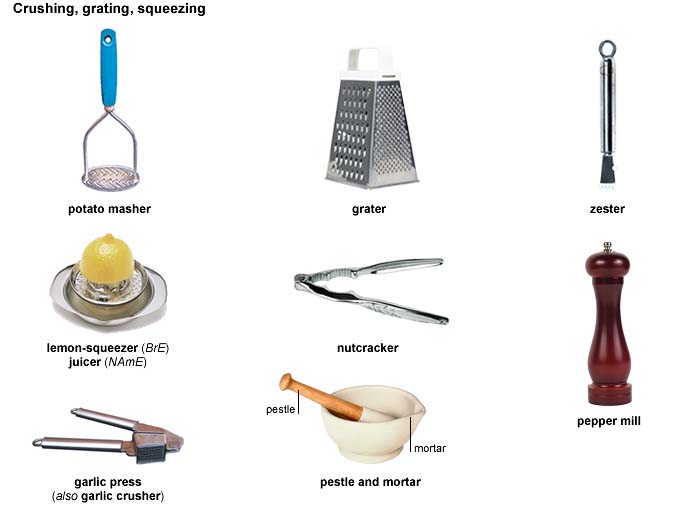 Crushing, grating, squeezing
potato masher
grater
zester
lemon-squeezer (BrE)
juicer (NAmE)
nutcracker
pepper mill
pestle
mortar
garlic press
(also garlic crusher)
pestle and mortar